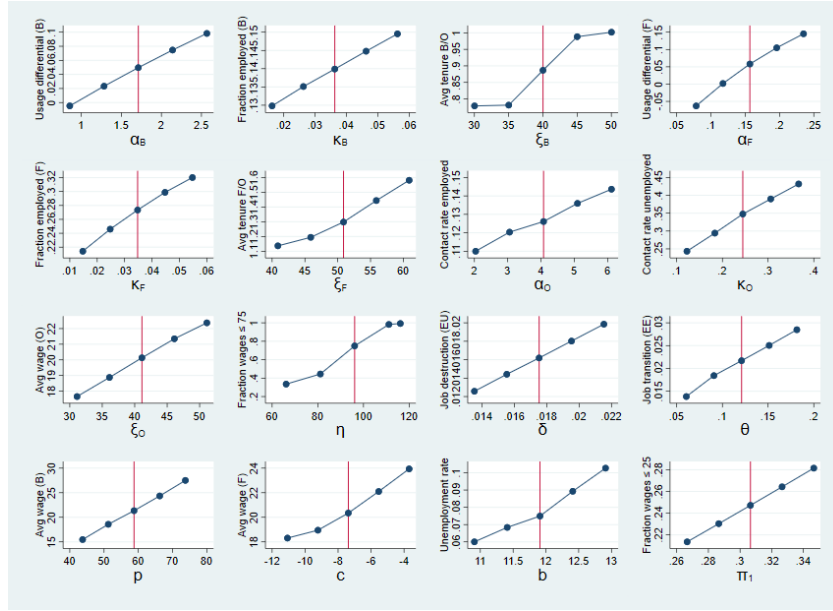 Usage differential (B)
0 .02 .04 .06 .08 .1
1 1.5 2 2.5
α_B
Fraction employed (B)
.13 .135 .14 .145 .15
.02 .03 .04 .05 .06
κ_B
Avg tenure B/O
.8 .85 .9 .95 1
30 35 40 45 50
ξ_B
Usage differential (F)
-.05 0 .05 .1 .15
.05 .1 .15 .2 .25
α_F
Fraction employed (F)
.22 .24 .26 .28 .3 .32
.01 .02 .03 .04 .05 .06
κ_F
Avg tenure F/O
1.1 1.2 1.3 1.4 1.5 1.6
40 45 50 55 60
ξ_F
Contact rate employed
.11 .12 .13 .14 .15
2 3 4 5 6
α_O
Contact rate unemployed
.25 .3 .35 .4 .45
.1 .2 .3 .4
κ_O
Avg wage (O)
18 19 20 21 22
30 35 40 45 50
ξ_O
Fraction wages ≤ 75
.2 .4 .6 .8 1
60 80 100 120
η
Job destruction (EU)
.012 .014 .016 .018 .02
.014 .016 .018 .02 .022
δ
Job transition (EE)
.015 .02 .025 .03
.05 .1 .15 .2
θ
Avg wage (B)
15 20 25 30
40 50 60 70 80
p
Avg wage (F)
18 20 22 24
-12 -10 -8 -6 -4
c
Unemployment rate
.06 .07 .08 .09 .1
11 11.5 12 12.5 13
b
Fraction wages ≤ 25
.22 .24 .26 .28
.26 .28 .3 .32 .34
π₁